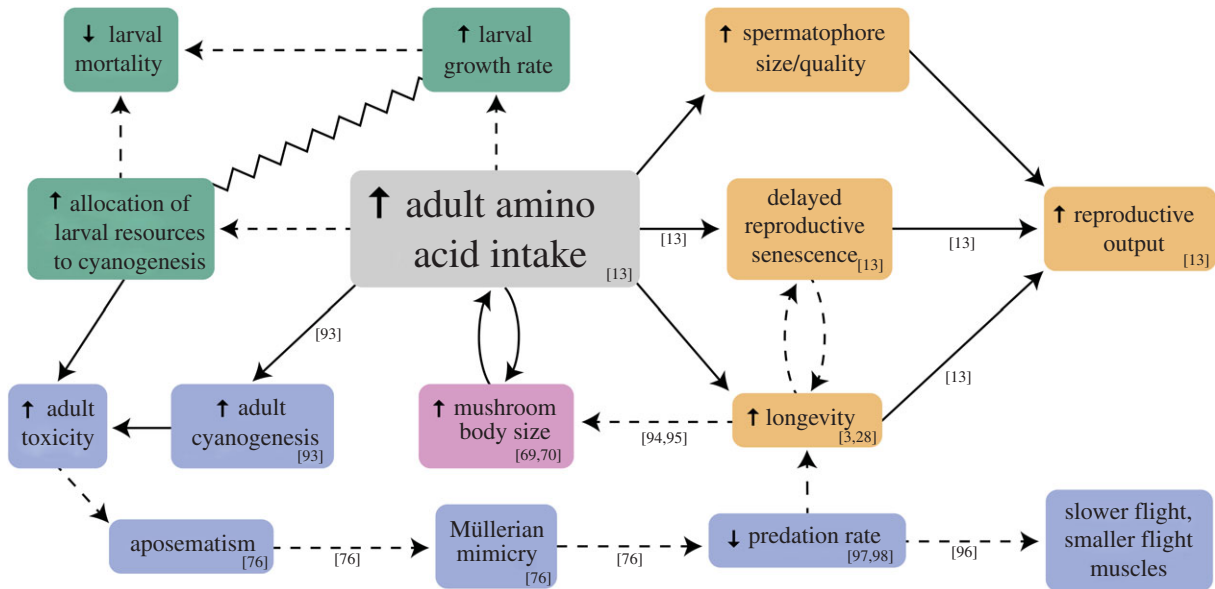 ↓ larval
mortality
↑ larval
growth rate
↑ spermatophore
size/quality
↑ allocation of
larval resources
to cyanogenesis
↑ adult amino
acid intake
[13]
[13]
delayed
reproductive
senescence
[13]
[13]
↑ reproductive
output
[13]
[93]
[13]
↑ adult
toxicity
↑ adult
cyanogenesis
[93]
↑ mushroom
body size
[69,70]
[94,95]
↑ longevity
[3,28]
aposematism
[76]
[76]
Müllerian
mimicry
[76]
[76]
↓ predation rate
[97,98]
[96]
slower flight,
smaller flight
muscles